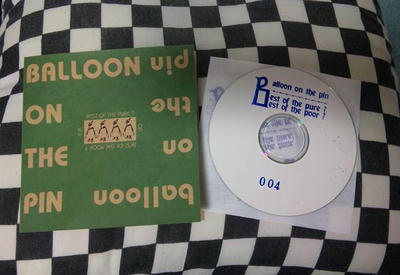 BALLOON
ON
THE
PIN
balloon
on
the
pin
BEST OF THE PURE ?
BEST OF THE POOR ?
Balloon on the pin
Best of the pure ?
Best of the poor ?
004